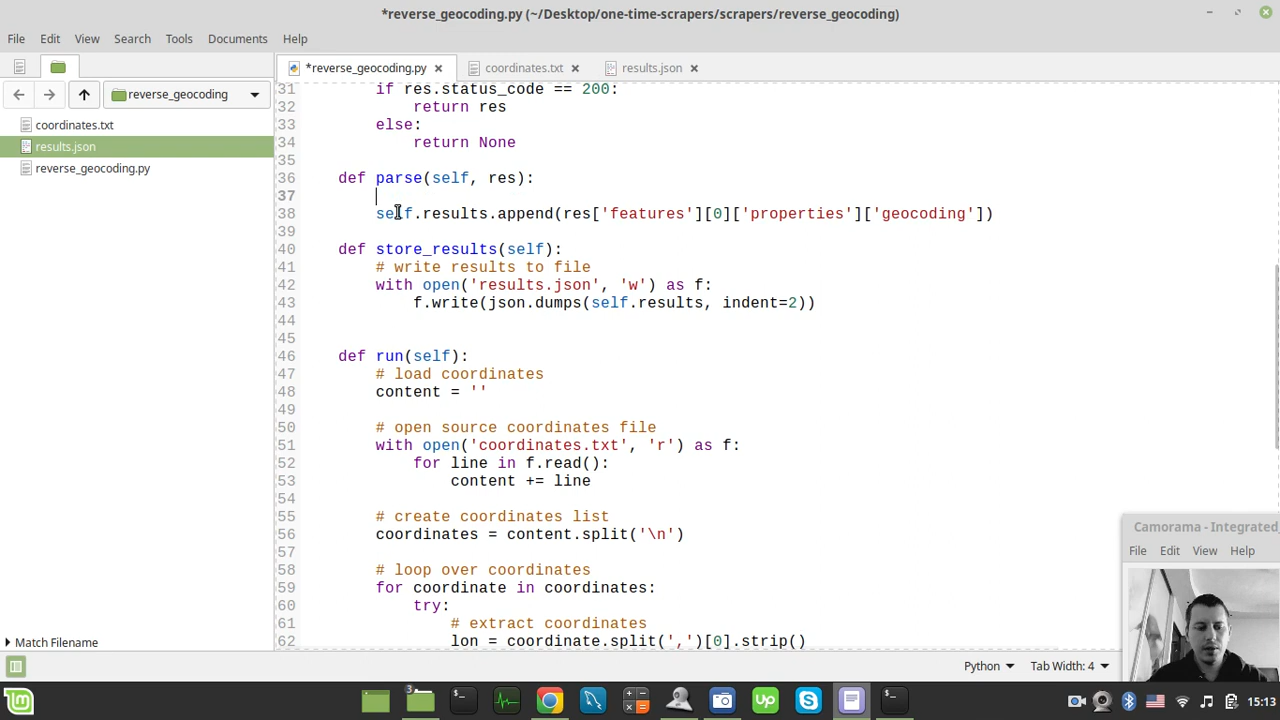 *reverse_geocoding.py (~/Desktop/one-time-scrapers/scrapers/reverse_geocoding)
File Edit View Search Tools Documents Help
*reverse_geocoding.py
coordinates.txt
results.json
reverse_geocoding
coordinates.txt
results.json
reverse_geocoding.py
31 if res.status_code == 200:
32 return res
33 else:
34 return None
35
36 def parse(self, res):
37
38 self.results.append(res['features'][0]['properties']['geocoding'])
39
40 def store_results(self):
41 # write results to file
42 with open('results.json', 'w') as f:
43 f.write(json.dumps(self.results, indent=2))
44
45
46 def run(self):
47 # load coordinates
48 content = ''
49
50 # open source coordinates file
51 with open('coordinates.txt', 'r') as f:
52 for line in f.read():
53 content += line
54
55 # create coordinates list
56 coordinates = content.split('\n')
57
58 # loop over coordinates
59 for coordinate in coordinates:
60 try:
61 # extract coordinates
62 lon = coordinate.split(',')[0].strip()
Match Filename
Python
Tab Width: 4
Camorama - Integrated
File Edit View Help
3
Up
15:13